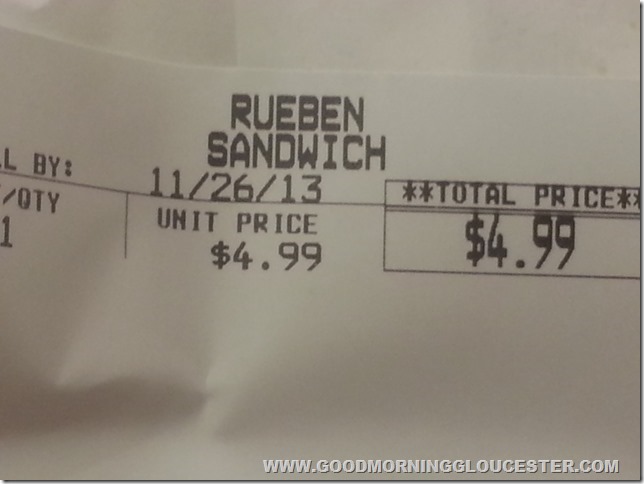 RUEBEN
SANDWICH
L BY: 11/26/13 **TOTAL PRICE**
/QTY UNIT PRICE $4.99
1 $4.99
WWW.GOODMORNINGGLOUCESTER.COM